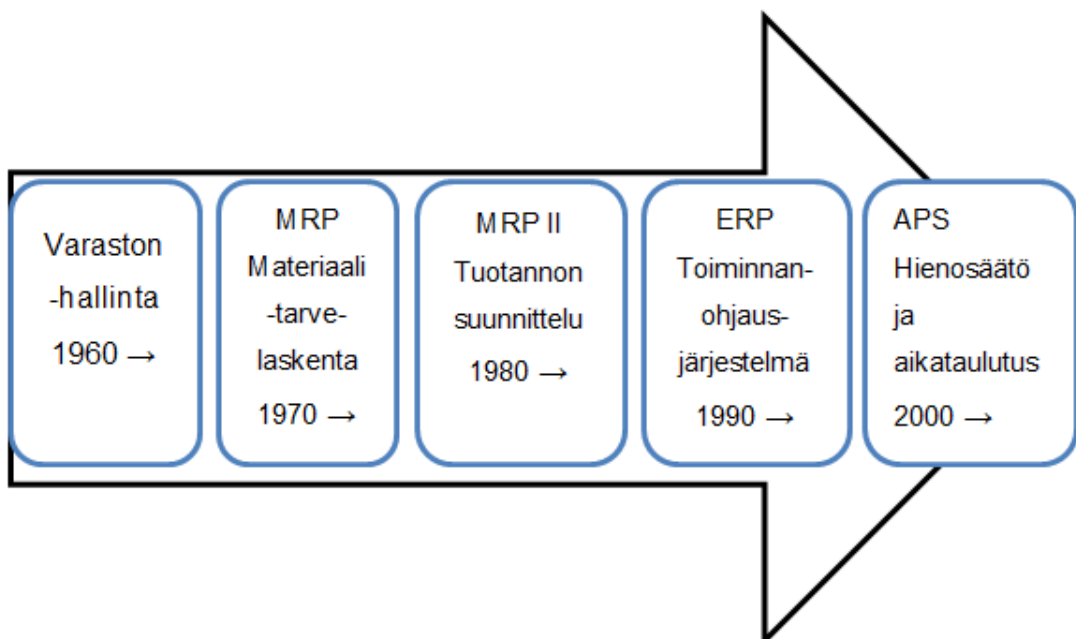 Varaston
-hallinta
1960 →
MRP
Materiaali
-tarve-
laskenta
1970 →
MRP II
Tuotannon
suunnittelu
1980 →
ERP
Toiminnan-
ohjaus-
järjestelmä
1990 →
APS
Hienosäätö
ja
aikataulutus
2000 →